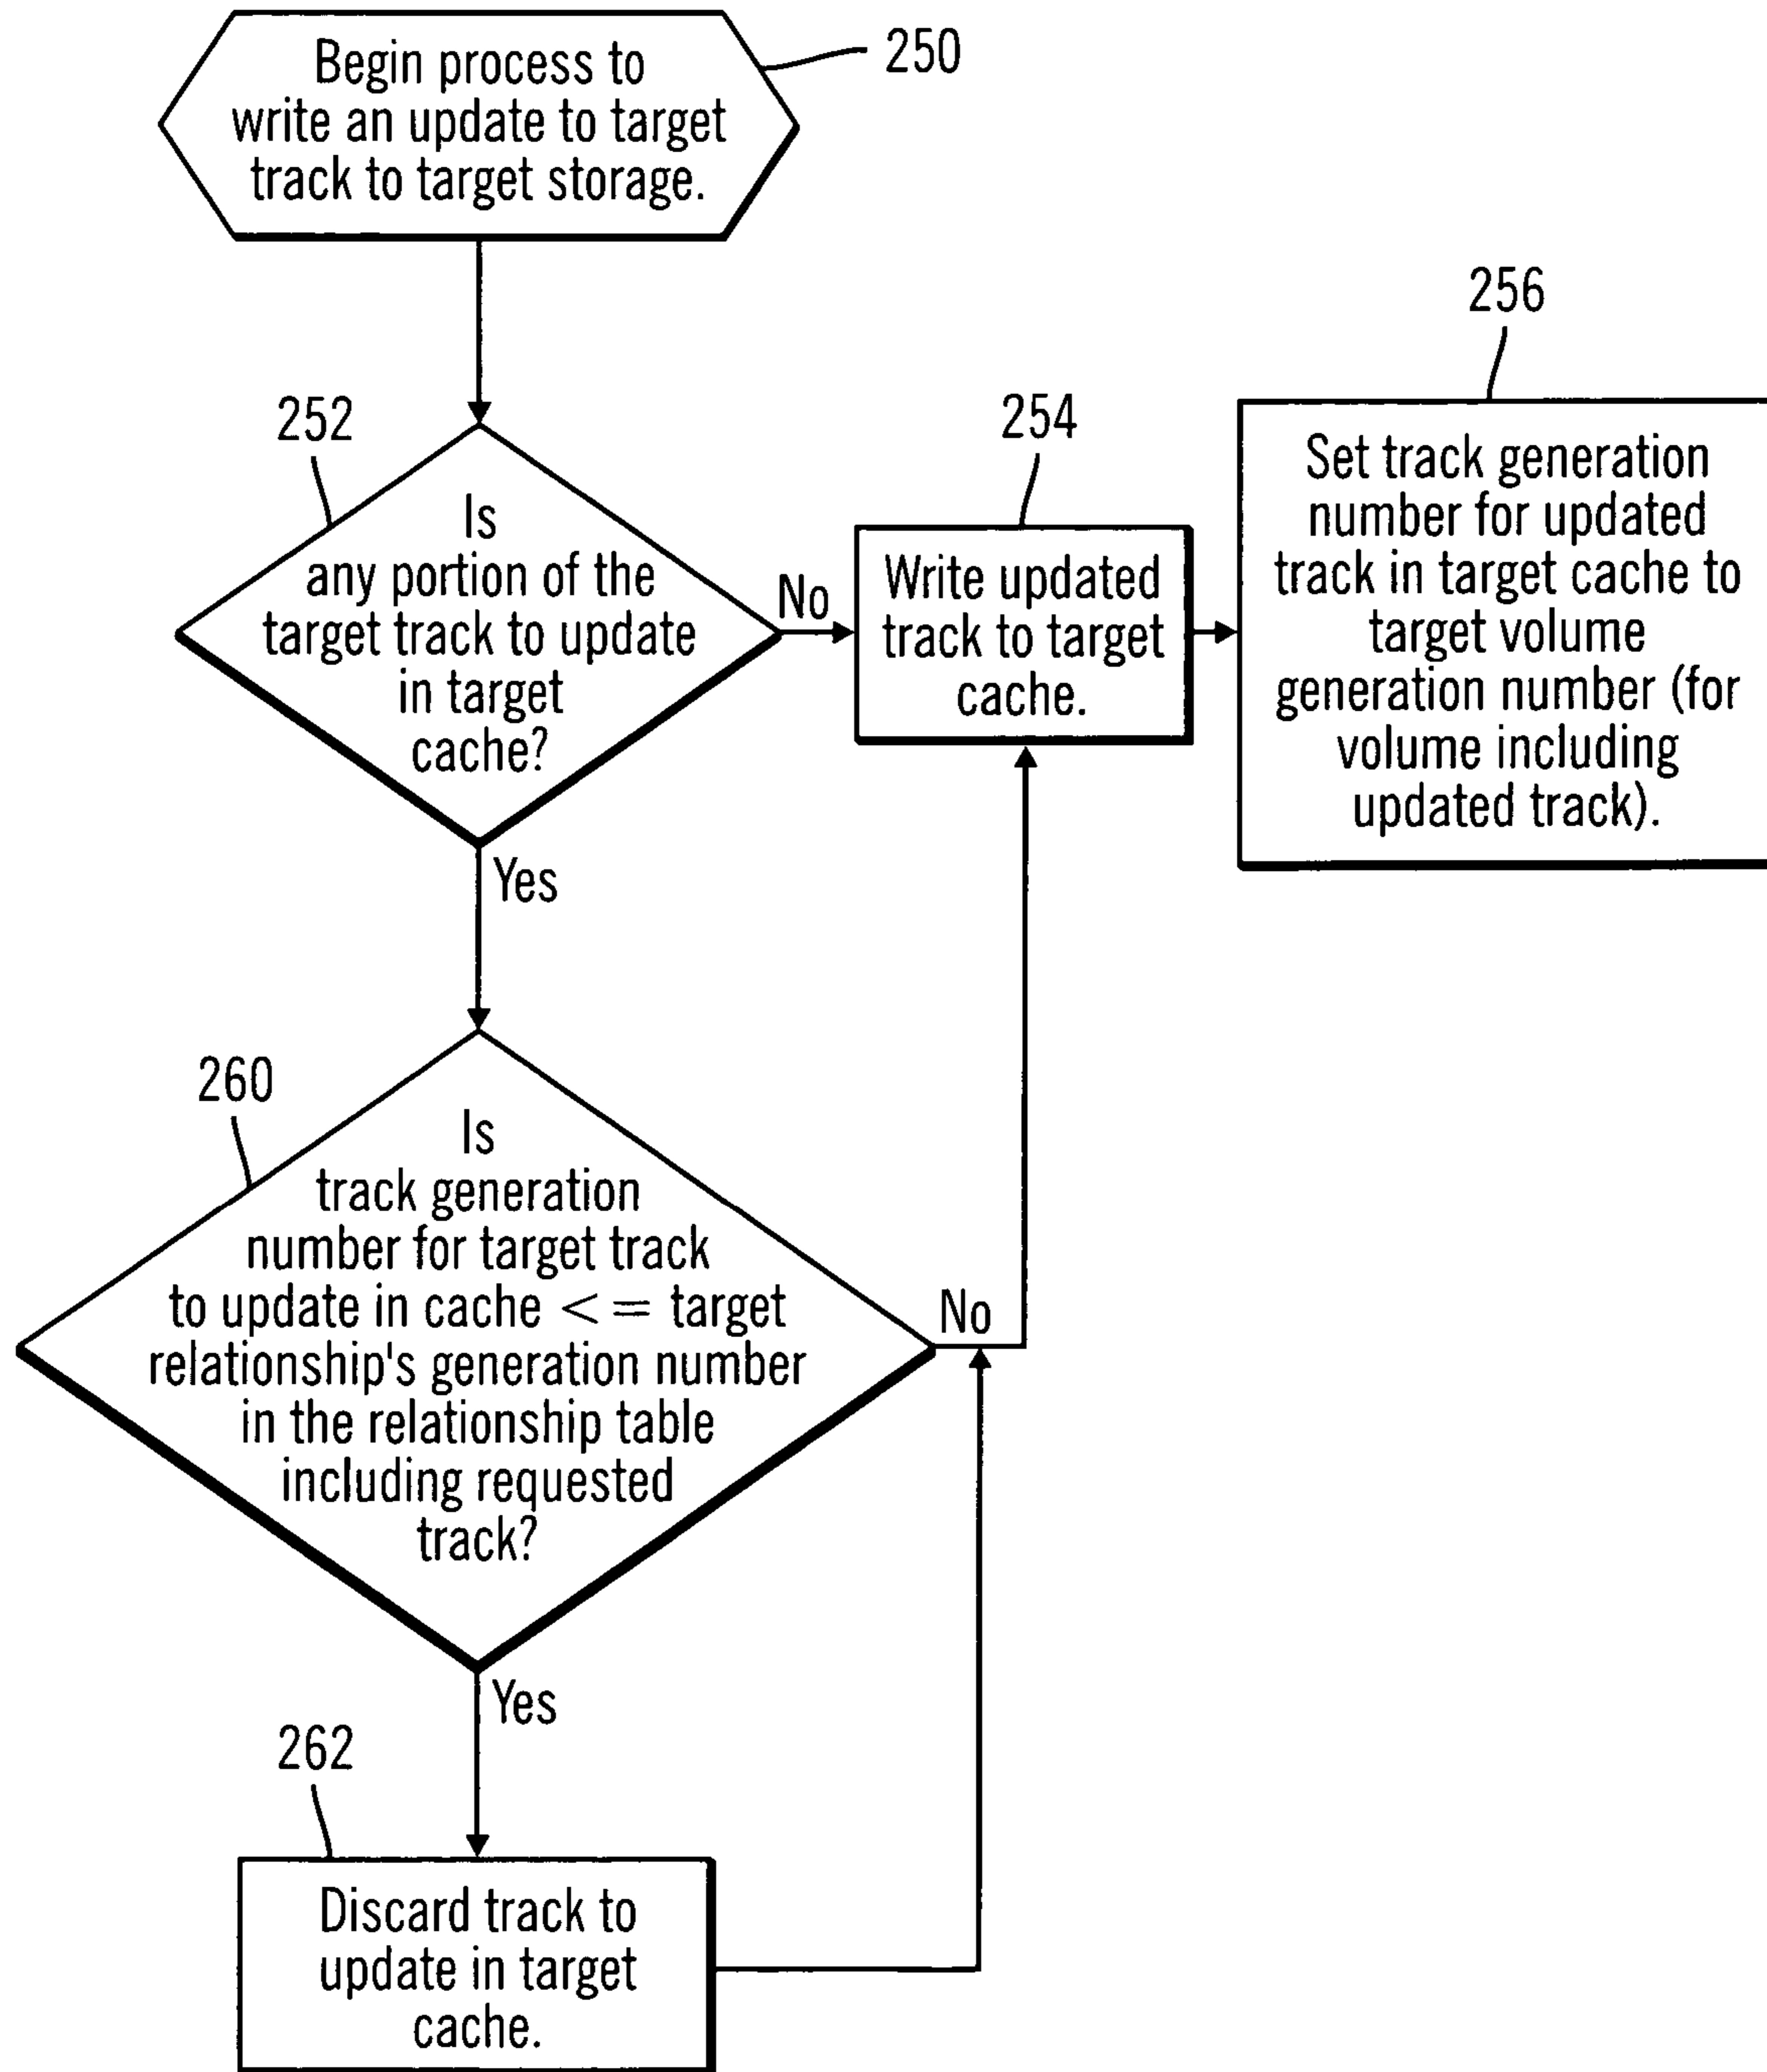 Begin process to
write an update to target
track to target storage.
250
252
Is
any portion of the
target track to update
in target
cache?
No
Yes
254
Write updated
track to target
cache.
256
Set track generation
number for updated
track in target cache to
target volume
generation number (for
volume including
updated track).
260
Is
track generation
number for target track
to update in cache < = target
relationship's generation number
in the relationship table
including requested
track?
No
Yes
262
Discard track to
update in target
cache.